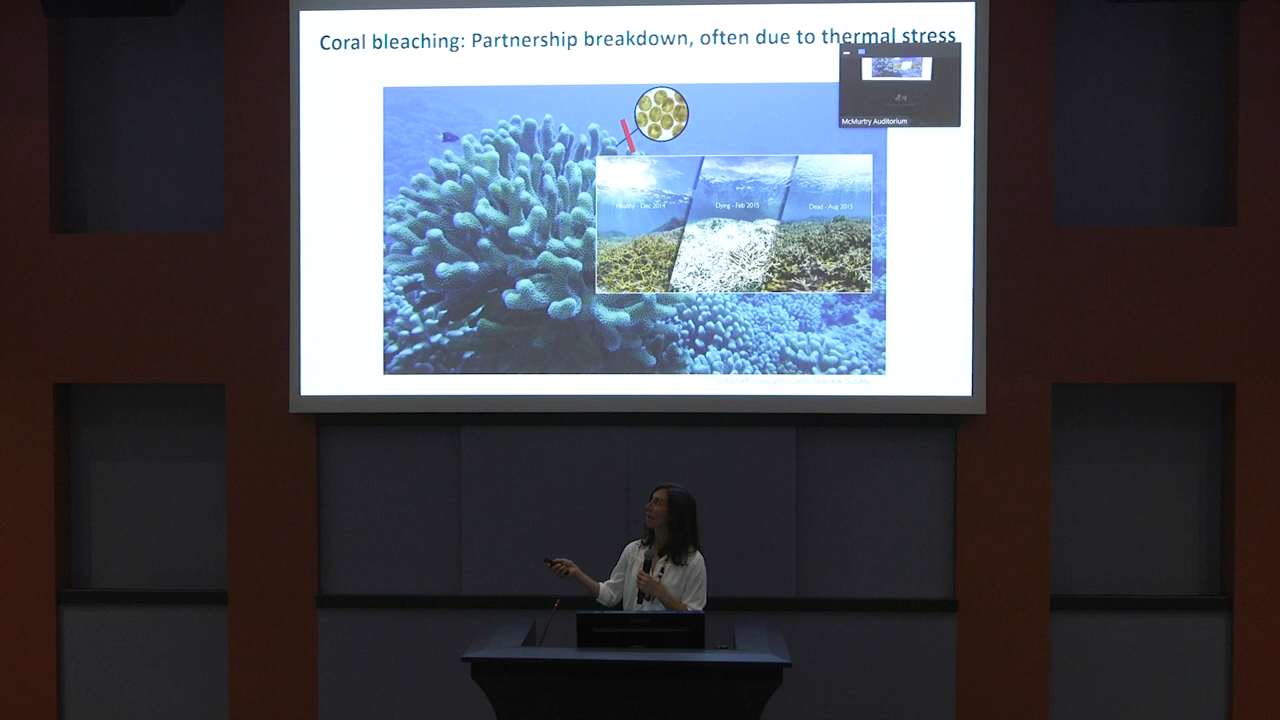 Coral bleaching: Partnership breakdown, often due to thermal stress
McMurtry Auditorium
Healthy - Dec 2014
Dying - Feb 2015
Dead - Aug 2015